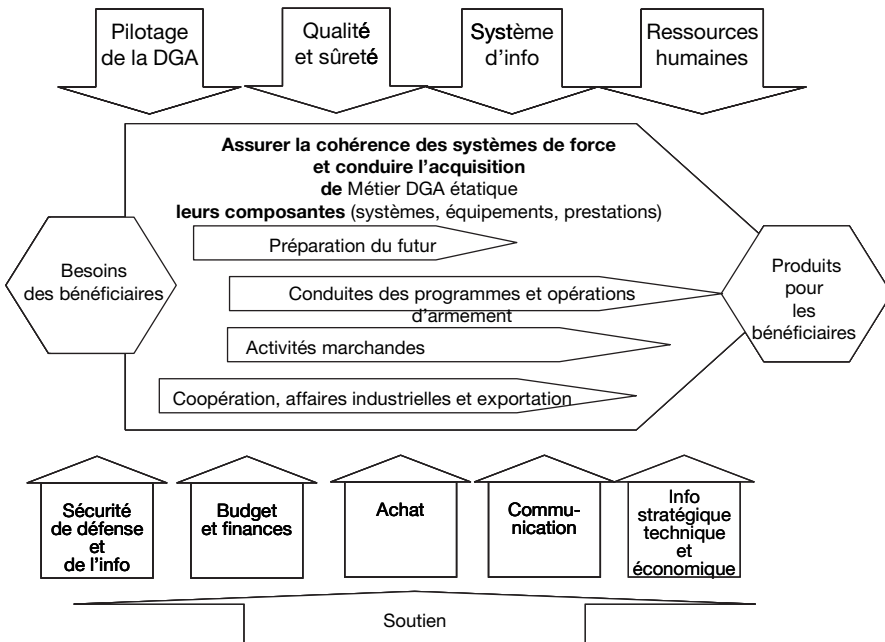 Pilotage
de la DGA
Qualité
et sûreté
Système
d'info
Ressources
humaines
Assurer la cohérence des systèmes de force
et conduire l'acquisition
de Métier DGA étatique
leurs composantes (systèmes, équipements, prestations)
Préparation du futur
Besoins
des bénéficiaires
Conduites des programmes et opérations
d'armement
Produits
pour
les
bénéficiaires
Activités marchandes
Coopération, affaires industrielles et exportation
Sécurité
de défense
et
de l'info
Budget
et finances
Achat
Commu-
nication
Info
stratégique
technique
et
économique
Soutien